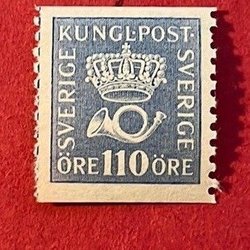 KUNGL·POST·
SVERIGE
SVERIGE
ÖRE 110 ÖRE